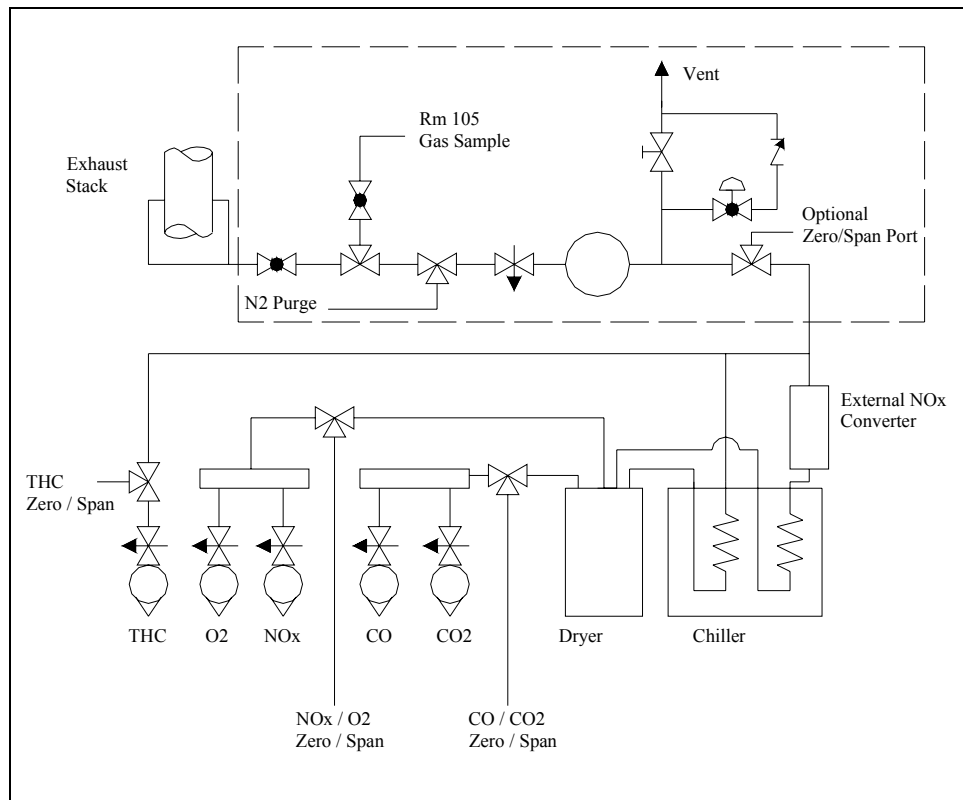 Vent
Rm 105
Gas Sample
Exhaust
Stack
Optional
Zero/Span Port
N2 Purge
External NOx
Converter
THC
Zero / Span
THC
O2
NOx
CO
CO2
Dryer
Chiller
NOx / O2
Zero / Span
CO / CO2
Zero / Span